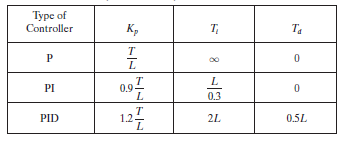 Type of Controller K_p T_i T_d
P T/L ∞ 0
PI 0.9 T/L L/0.3 0
PID 1.2 T/L 2L 0.5L